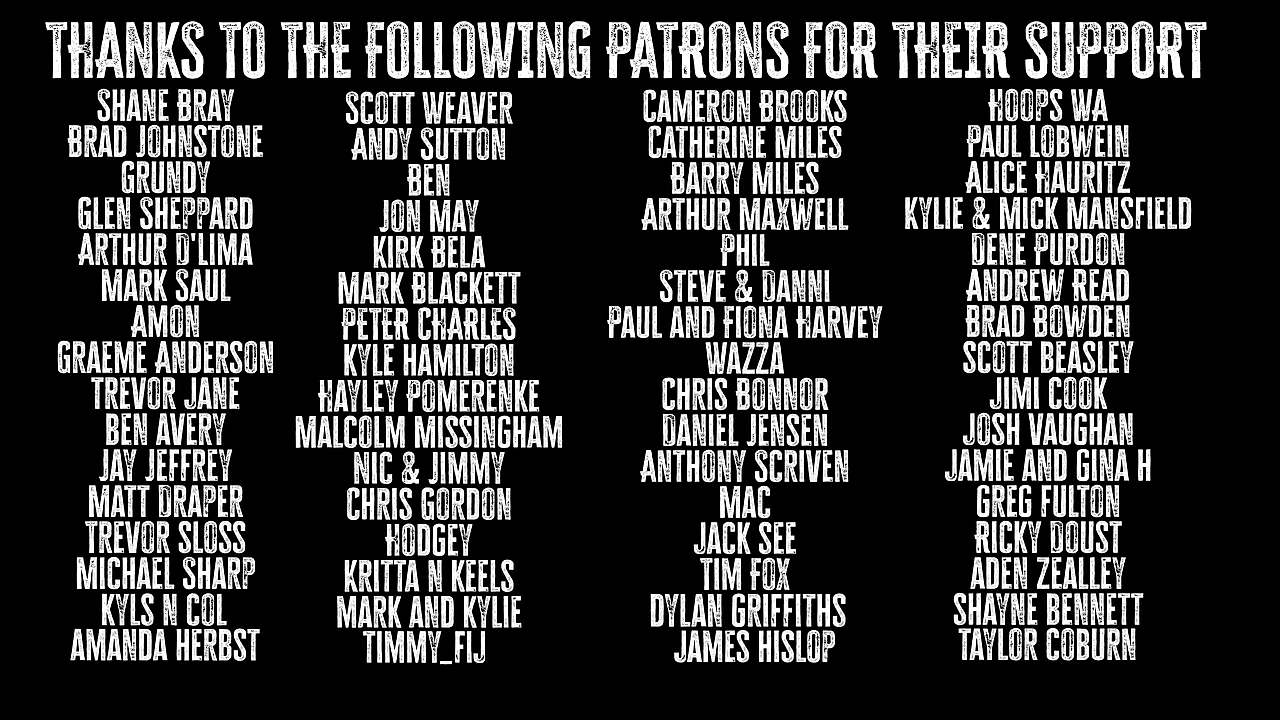 THANKS TO THE FOLLOWING PATRONS FOR THEIR SUPPORT
SHANE BRAY
BRAD JOHNSTONE
GRUNDY
GLEN SHEPPARD
ARTHUR D'LIMA
MARK SAUL
AMON
GRAEME ANDERSON
TREVOR JANE
BEN AVERY
JAY JEFFREY
MATT DRAPER
TREVOR SLOSS
MICHAEL SHARP
KYLS N COL
AMANDA HERBST
SCOTT WEAVER
ANDY SUTTON
BEN
JON MAY
KIRK BELA
MARK BLACKETT
PETER CHARLES
KYLE HAMILTON
HAYLEY POMERENKE
MALCOLM MISSINGHAM
NIC & JIMMY
CHRIS GORDON
HODGEY
KRITTA N KEELS
MARK AND KYLIE
TIMMY_FIJ
CAMERON BROOKS
CATHERINE MILES
BARRY MILES
ARTHUR MAXWELL
PHIL
STEVE & DANNI
PAUL AND FIONA HARVEY
WAZZA
CHRIS BONNOR
DANIEL JENSEN
ANTHONY SCRIVEN
MAC
JACK SEE
TIM FOX
DYLAN GRIFFITHS
JAMES HISLOP
HOOPS WA
PAUL LOBWEIN
ALICE HAURITZ
KYLIE & MICK MANSFIELD
DENE PURDON
ANDREW READ
BRAD BOWDEN
SCOTT BEASLEY
JIMI COOK
JOSH VAUGHAN
JAMIE AND GINA H
GREG FULTON
RICKY DOUST
ADEN ZEALLEY
SHAYNE BENNETT
TAYLOR COBURN